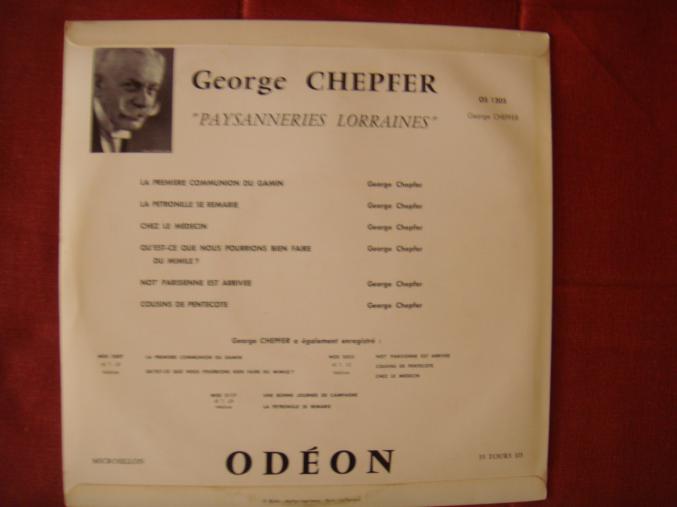 George CHEPFER
OS 1205
George CHEPFER
"PAYSANNERIES LORRAINES"
LA PREMIERE COMMUNION DU GAMIN George Chepfer
LA PETRONILLE SE REMARIE George Chepfer
CHEZ LE MÉDECIN George Chepfer
QU'EST-CE QUE NOUS POURRIONS BIEN FAIRE George Chepfer
DU MIMILE ?
NOT' PARISIENNE EST ARRIVEE George Chepfer
COUSINS DE PENTECOTE George Chepfer
George CHEPFER a également enregistré :
LA PREMIERE COMMUNION DU GAMIN NOT' PARISIENNE EST ARRIVEE
COUSINS DE PENTECOTE
QU'EST-CE QUE NOUS POURRIONS BIEN FAIRE DU MIMILE ? CHEZ LE MEDECIN
UNE BONNE JOURNEE DE CAMPAGNE
LA PETRONILLE SE REMARIE
MICROSILLON
ODÉON
33 TOURS 1/3